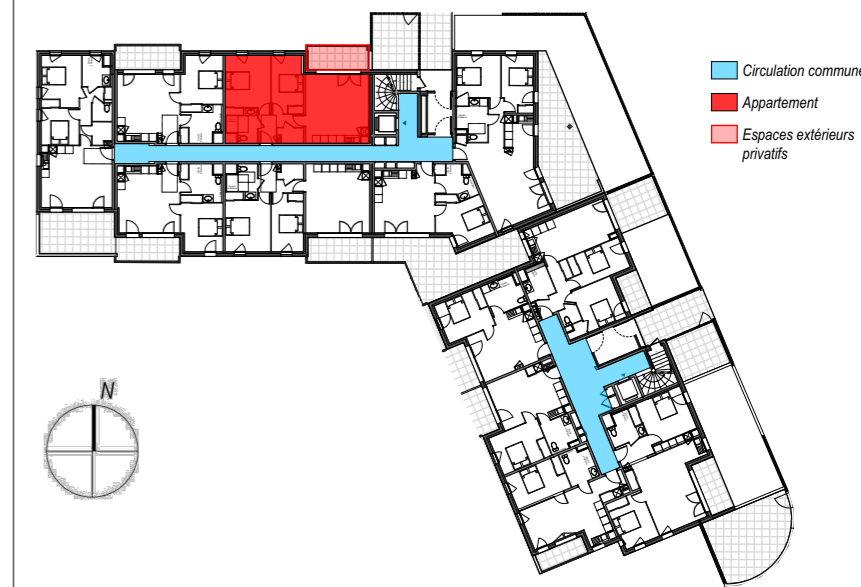 Circulation commune
Appartement
Espaces extérieurs
privatifs
N